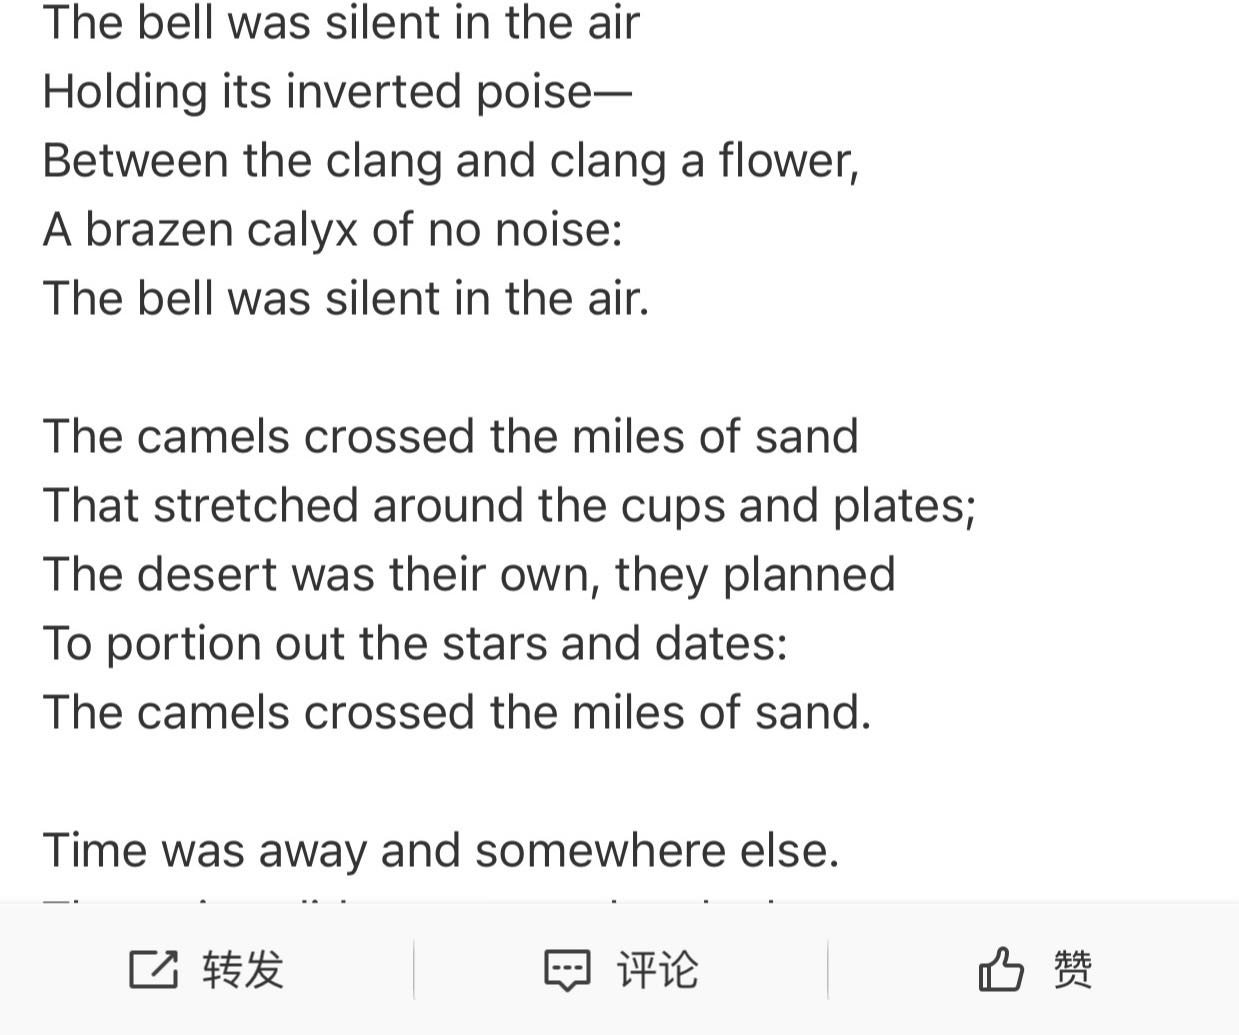 The bell was silent in the air
Holding its inverted poise—
Between the clang and clang a flower,
A brazen calyx of no noise:
The bell was silent in the air.
The camels crossed the miles of sand
That stretched around the cups and plates;
The desert was their own, they planned
To portion out the stars and dates:
The camels crossed the miles of sand.
Time was away and somewhere else.
转发 评论 赞